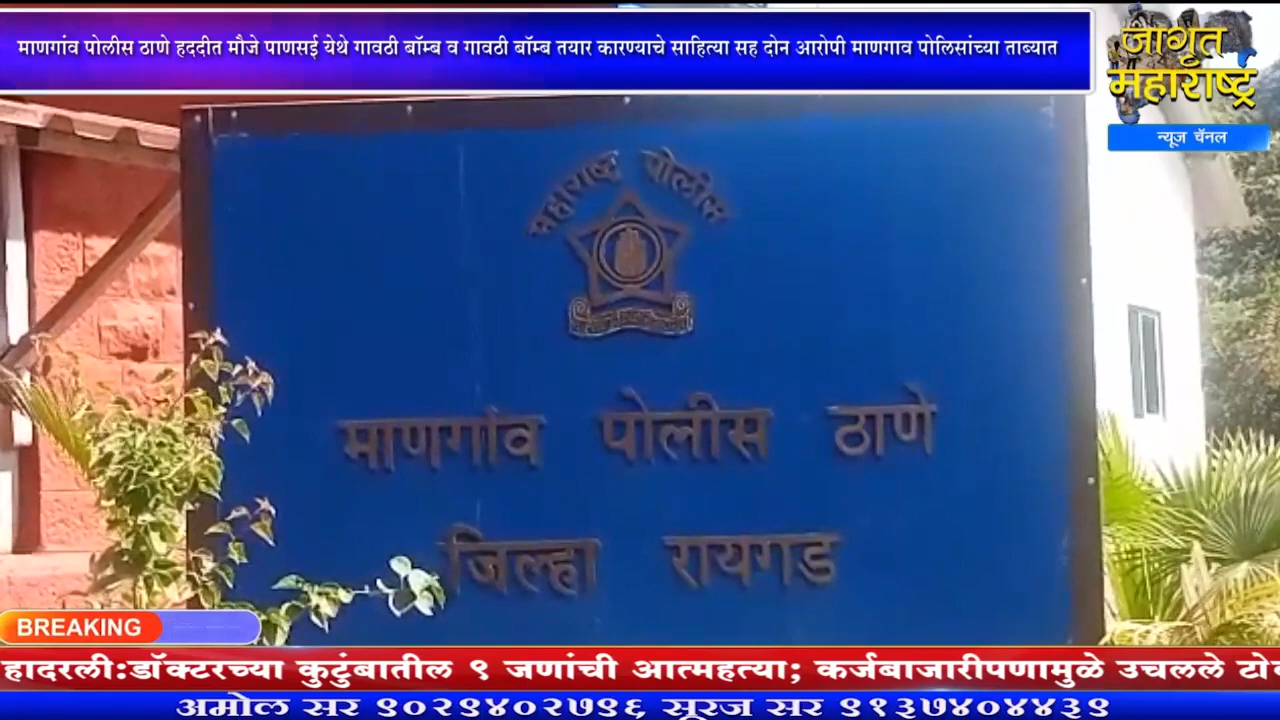 माणगांव पोलीस ठाणे हददीत मौजे पाणसई येथे गावठी बॉम्ब व गावठी बॉम्ब तयार कारण्याचे साहित्या सह दोन आरोपी माणगाव पोलिसांच्या ताब्यात
जागृत
महाराष्ट्र
न्यूज चॅनल
महाराष्ट्र पोलीस
माणगांव पोलीस ठाणे
जिल्हा रायगड
BREAKING
हादरली:डॉक्टरच्या कुटुंबातील ९ जणांची आत्महत्या; कर्जबाजारीपणामुळे उचलले
अमोल सर ९०२९४०२७९६ सूरज सर ९१३७४०४४३९